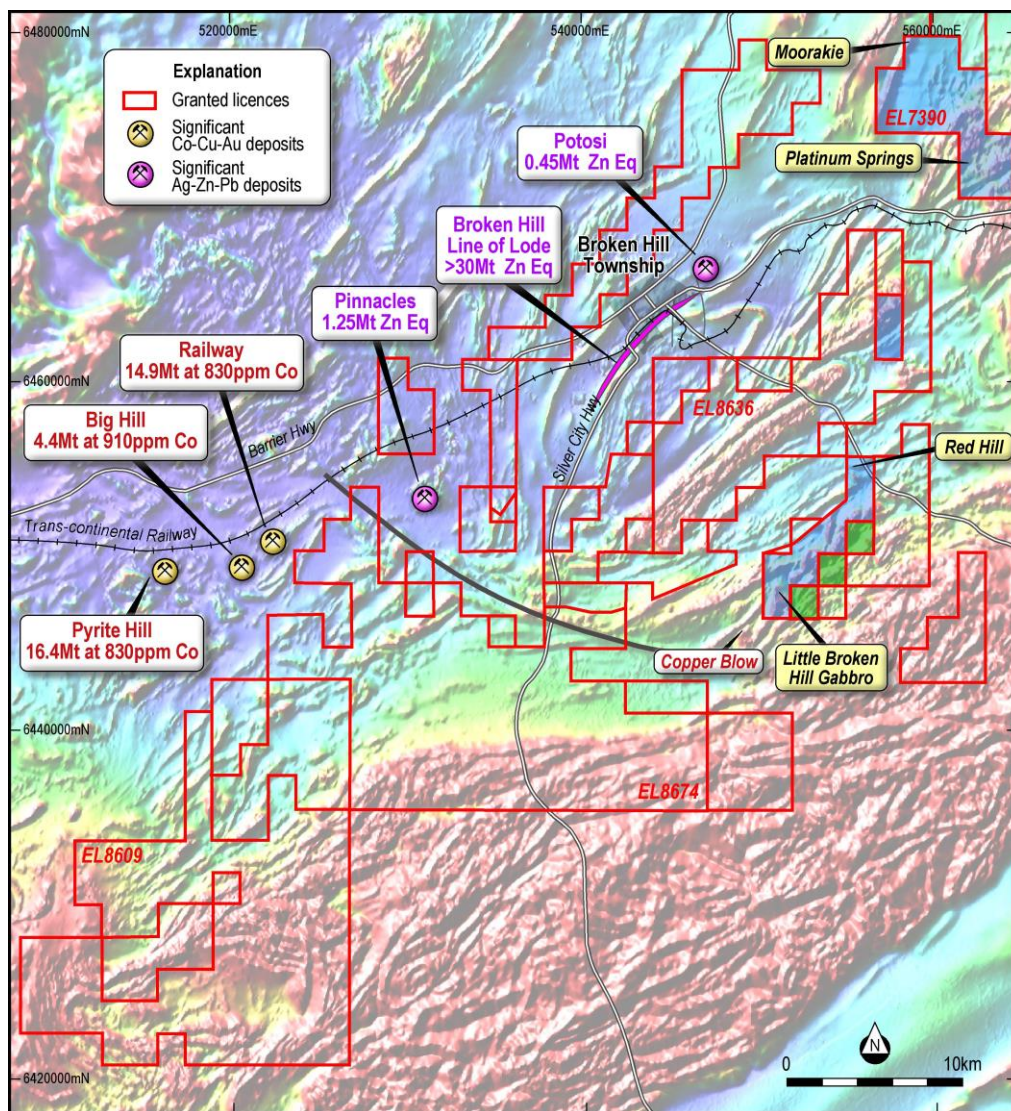 6480000mN
520000mE
540000mE
560000mE
Explanation
Granted licences
Significant
Co-Cu-Au deposits
Significant
Ag-Zn-Pb deposits
Moorakie
EL7390
Platinum Springs
Potosi
0.45Mt Zn Eq
Broken Hill
Line of Lode
>30Mt Zn Eq
Broken Hill
Township
Pinnacles
1.25Mt Zn Eq
Railway
14.9Mt at 830ppm Co
6460000mN
Big Hill
4.4Mt at 910ppm Co
Barrier Hwy
Silver City Hwy
EL8636
Red Hill
Trans-continental Railway
Pyrite Hill
16.4Mt at 830ppm Co
Copper Blow
Little Broken
Hill Gabbro
6440000mN
EL8674
EL8609
N
0
10km
6420000mN